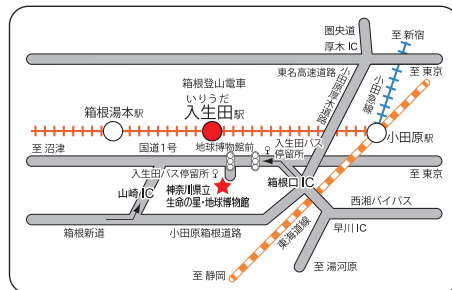 圏央道
厚木 IC
至 新宿
東名高速道路
至 東京
小田原厚木道路
小田急線
箱根登山電車
いりうだ
入生田駅
箱根湯本駅
小田原駅
至 沼津
国道1号
地球博物館前
入生田バス
停留所
至 東京
入生田バス停留所
箱根口 IC
山崎 IC
神奈川県立
生命の星・地球博物館
西湘バイパス
箱根新道
小田原箱根道路
東海道線
早川 IC
至 静岡
至 湯河原